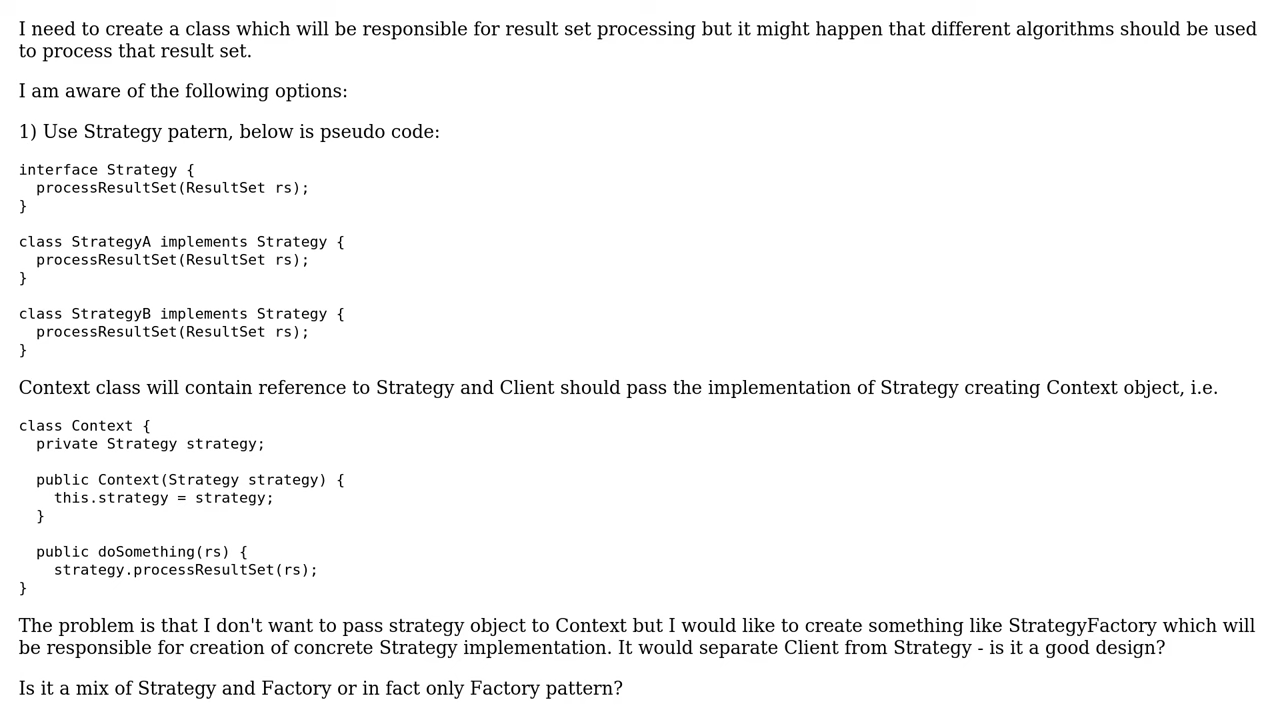 I need to create a class which will be responsible for result set processing but it might happen that different algorithms should be used
to process that result set.
I am aware of the following options:
1) Use Strategy patern, below is pseudo code:
interface Strategy {
  processResultSet(ResultSet rs);
}
class StrategyA implements Strategy {
  processResultSet(ResultSet rs);
}
class StrategyB implements Strategy {
  processResultSet(ResultSet rs);
}
Context class will contain reference to Strategy and Client should pass the implementation of Strategy creating Context object, i.e.
class Context {
  private Strategy strategy;
  public Context(Strategy strategy) {
    this.strategy = strategy;
  }
  public doSomething(rs) {
    strategy.processResultSet(rs);
}
The problem is that I don't want to pass strategy object to Context but I would like to create something like StrategyFactory which will
be responsible for creation of concrete Strategy implementation. It would separate Client from Strategy - is it a good design?
Is it a mix of Strategy and Factory or in fact only Factory pattern?